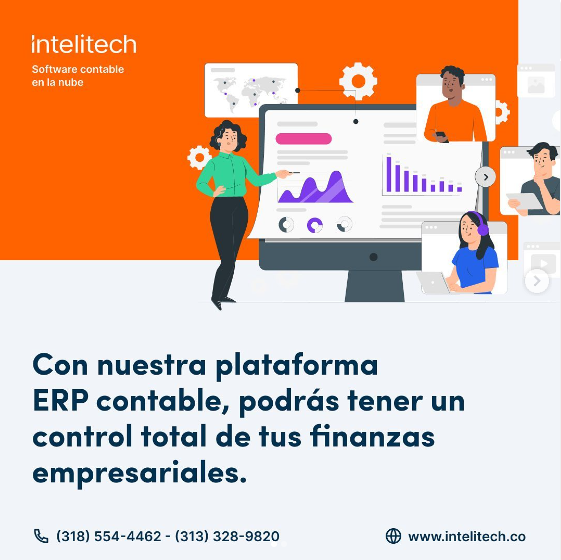 intelitech
Software contable
en la nube
Con nuestra plataforma
ERP contable, podrás tener un
control total de tus finanzas
empresariales.
(318) 554-4462 - (313) 328-9820
www.intelitech.co